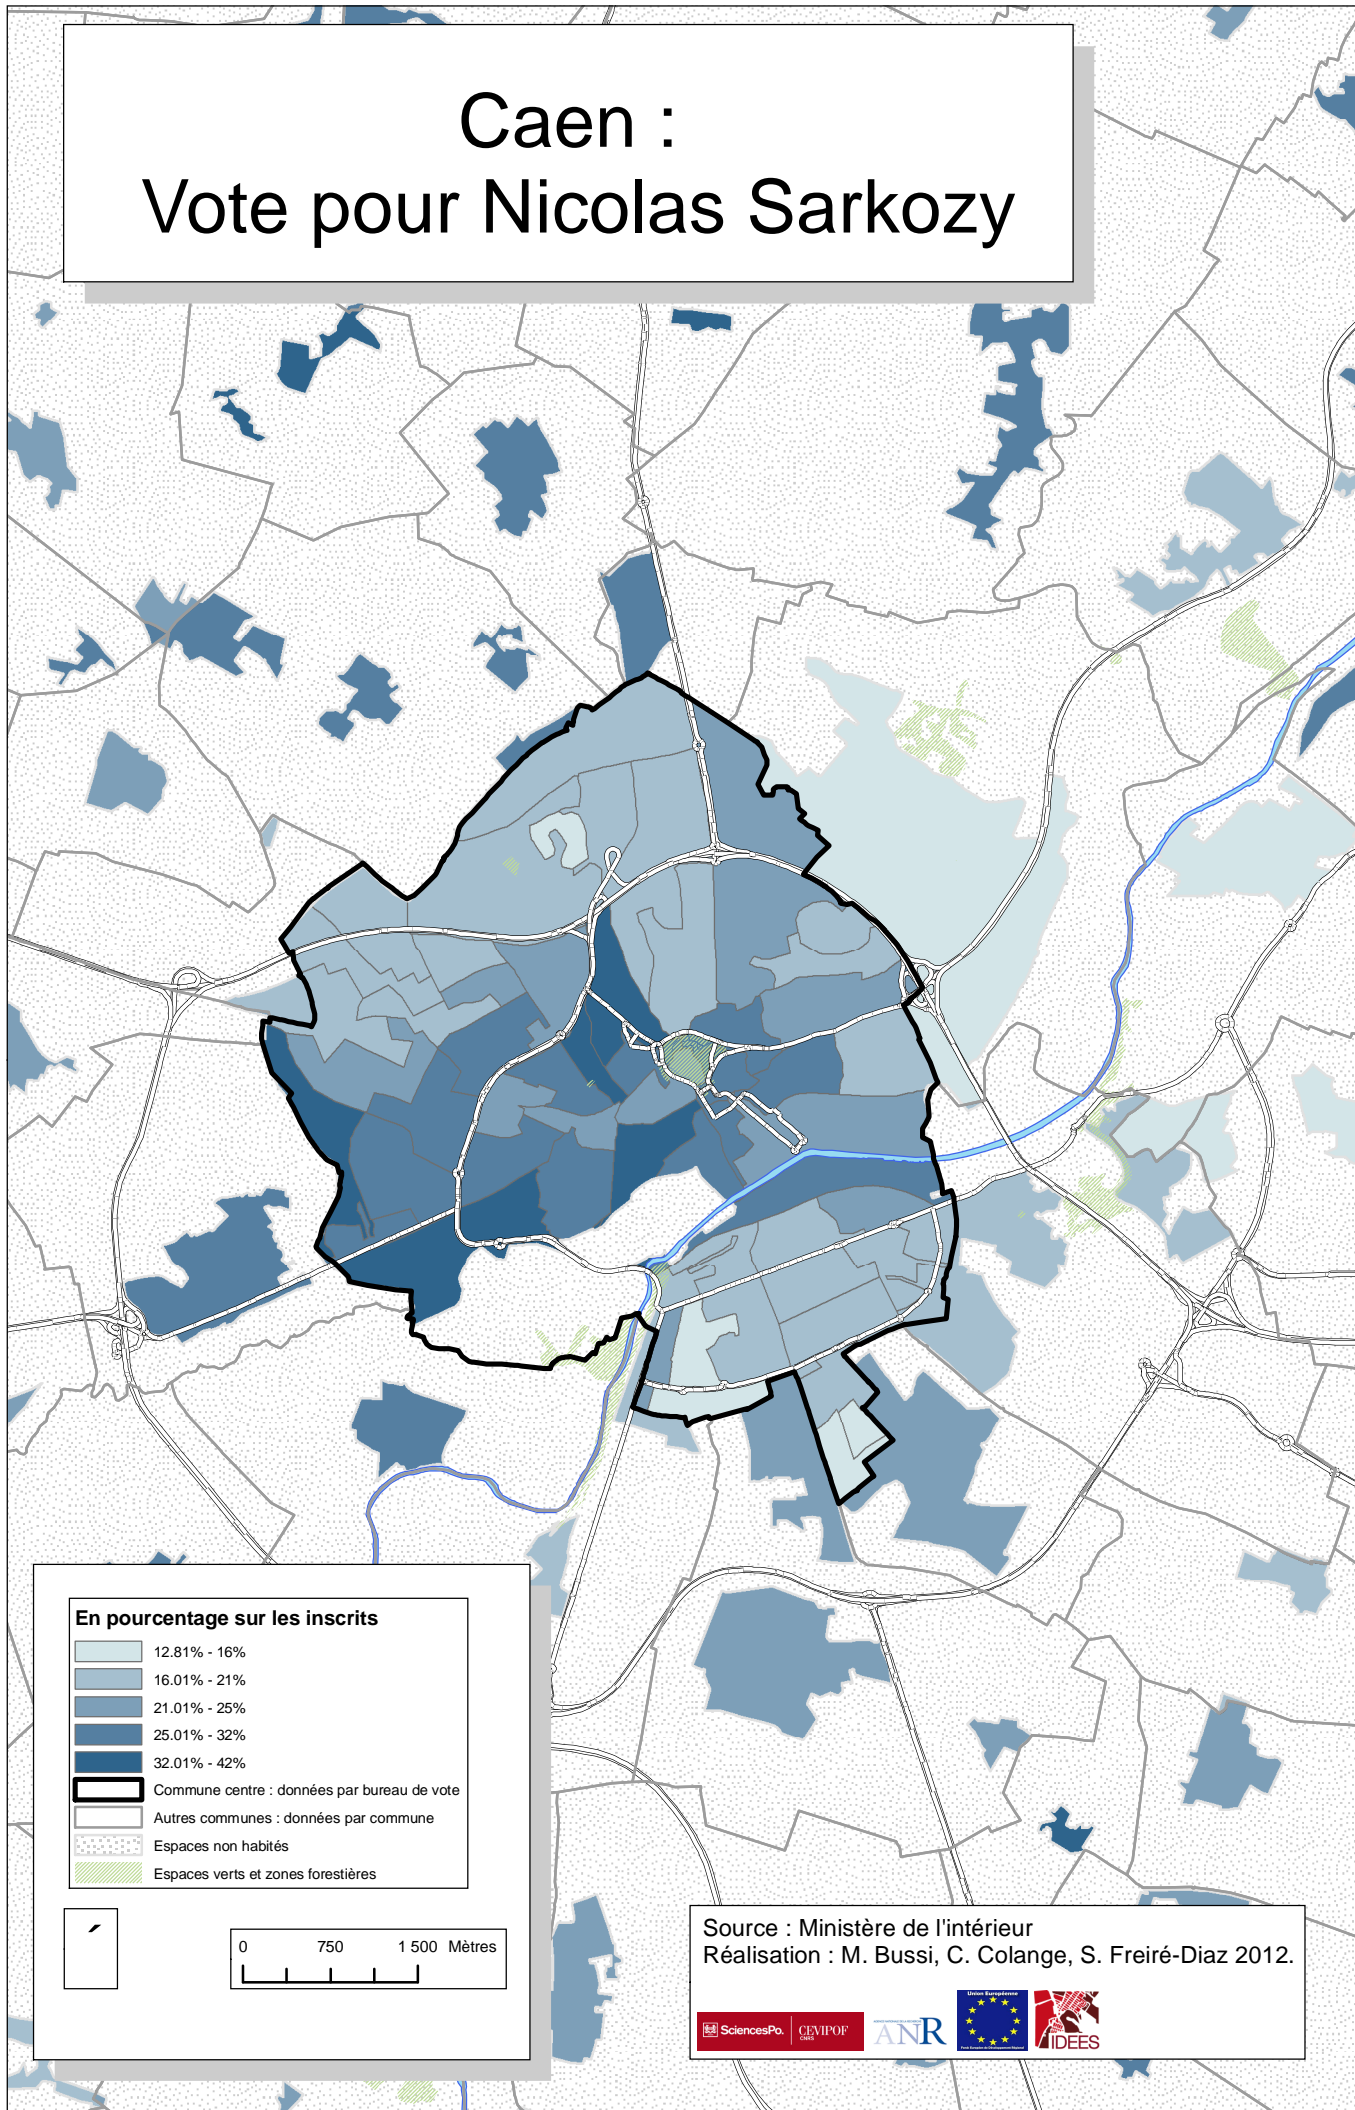 Caen :
Vote pour Nicolas Sarkozy
En pourcentage sur les inscrits
12.81% - 16%
16.01% - 21%
21.01% - 25%
25.01% - 32%
32.01% - 42%
Commune centre : données par bureau de vote
Autres communes : données par commune
Espaces non habités
Espaces verts et zones forestières
0 750 1 500 Mètres
Source : Ministère de l'intérieur
Réalisation : M. Bussi, C. Colange, S. Freiré-Diaz 2012.
SciencesPo.
CEVIPOF
CNRS
ANR
Union Européenne
IDEES